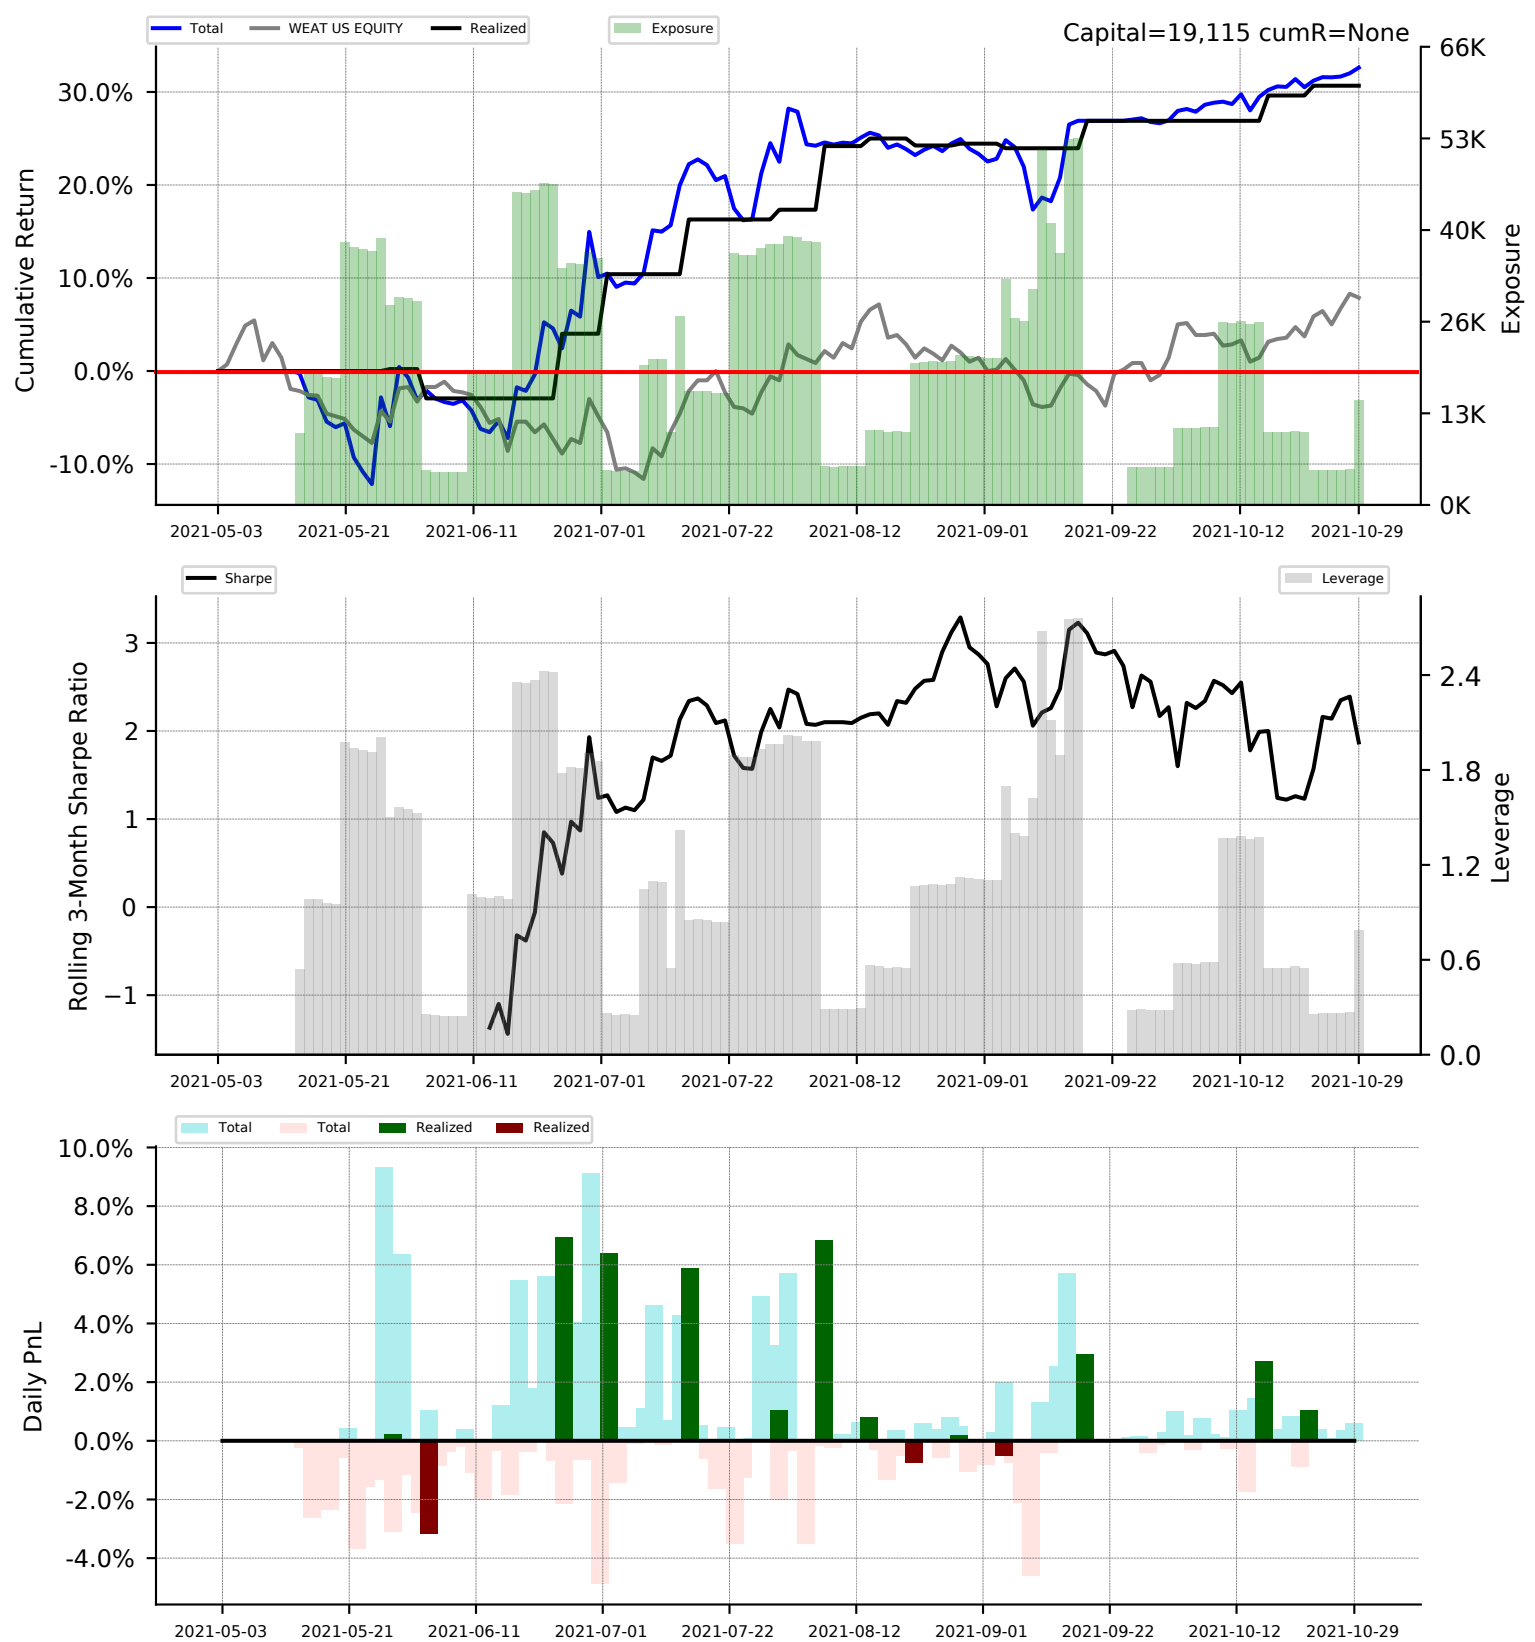 Total WEAT US EQUITY Realized Exposure Capital=19,115 cumR=None
Cumulative Return
30.0%
20.0%
10.0%
0.0%
-10.0%
66K
53K
40K
26K
13K
0K
Exposure
2021-05-03 2021-05-21 2021-06-11 2021-07-01 2021-07-22 2021-08-12 2021-09-01 2021-09-22 2021-10-12 2021-10-29
Sharpe Leverage
Rolling 3-Month Sharpe Ratio
3
2
1
0
−1
2.4
1.8
1.2
0.6
0.0
Leverage
2021-05-03 2021-05-21 2021-06-11 2021-07-01 2021-07-22 2021-08-12 2021-09-01 2021-09-22 2021-10-12 2021-10-29
Total Total Realized Realized
Daily PnL
10.0%
8.0%
6.0%
4.0%
2.0%
0.0%
-2.0%
-4.0%
2021-05-03 2021-05-21 2021-06-11 2021-07-01 2021-07-22 2021-08-12 2021-09-01 2021-09-22 2021-10-12 2021-10-29